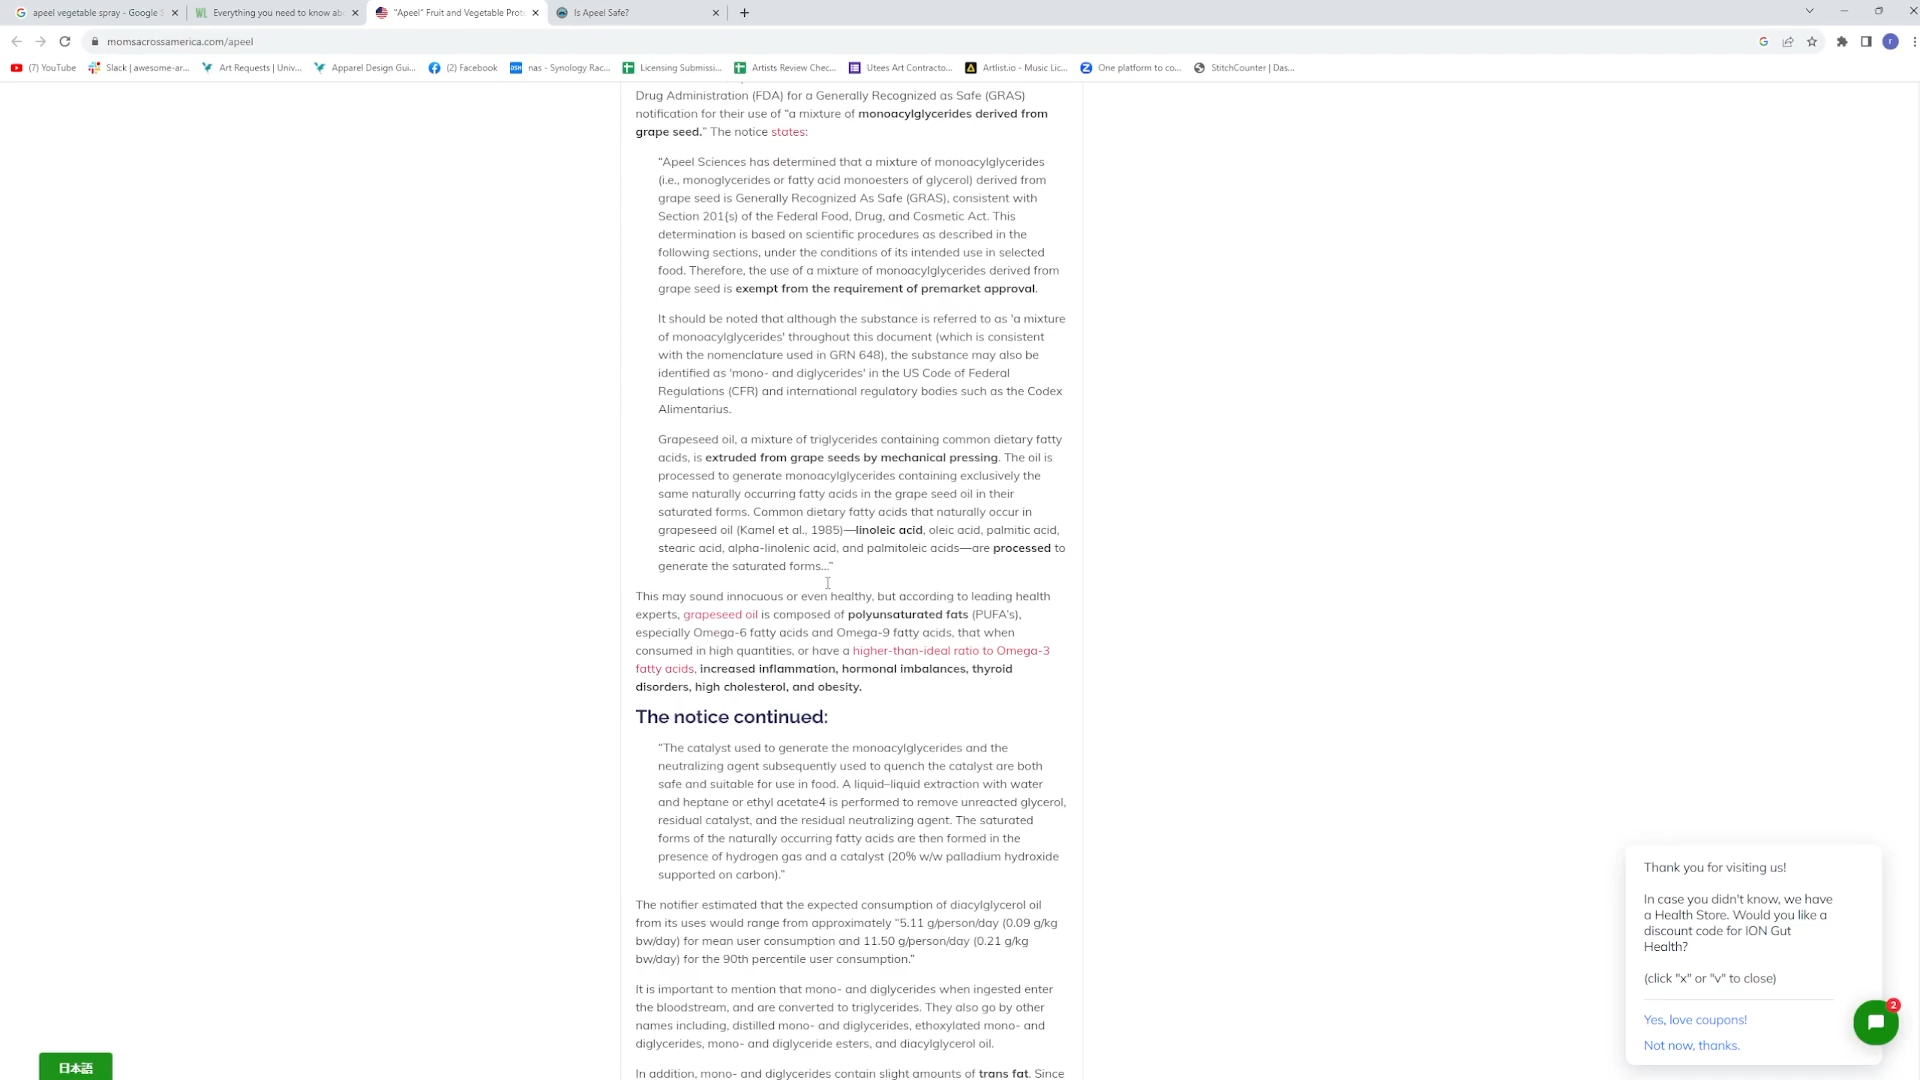 apeel vegetable spray - Google S
Everything you need to know abo
"Apeel" Fruit and Vegetable Prot
Is Apeel Safe?
momsacrossamerica.com/apeel
(7) YouTube
Slack | awesome-ar...
Art Requests | Univ...
Apparel Design Gui...
(2) Facebook
nas - Synology Rac...
Licensing Submissi...
Artists Review Chec...
Utees Art Contracto...
Artlist.io - Music Lic...
One platform to co...
StitchCounter | Das...
Drug Administration (FDA) for a Generally Recognized as Safe (GRAS)
notification for their use of "a mixture of monoacylglycerides derived from
grape seed." The notice states:
"Apeel Sciences has determined that a mixture of monoacylglycerides
(i.e., monoglycerides or fatty acid monoesters of glycerol) derived from
grape seed is Generally Recognized As Safe (GRAS), consistent with
Section 201(s) of the Federal Food, Drug, and Cosmetic Act. This
determination is based on scientific procedures as described in the
following sections, under the conditions of its intended use in selected
food. Therefore, the use of a mixture of monoacylglycerides derived from
grape seed is exempt from the requirement of premarket approval.
It should be noted that although the substance is referred to as 'a mixture
of monoacylglycerides' throughout this document (which is consistent
with the nomenclature used in GRN 648), the substance may also be
identified as 'mono- and diglycerides' in the US Code of Federal
Regulations (CFR) and international regulatory bodies such as the Codex
Alimentarius.
Grapeseed oil, a mixture of triglycerides containing common dietary fatty
acids, is extruded from grape seeds by mechanical pressing. The oil is
processed to generate monoacylglycerides containing exclusively the
same naturally occurring fatty acids in the grape seed oil in their
saturated forms. Common dietary fatty acids that naturally occur in
grapeseed oil (Kamel et al., 1985)—linoleic acid, oleic acid, palmitic acid,
stearic acid, alpha-linolenic acid, and palmitoleic acids—are processed to
generate the saturated forms..."
This may sound innocuous or even healthy, but according to leading health
experts, grapeseed oil is composed of polyunsaturated fats (PUFA's),
especially Omega-6 fatty acids and Omega-9 fatty acids, that when
consumed in high quantities, or have a higher-than-ideal ratio to Omega-3
fatty acids, increased inflammation, hormonal imbalances, thyroid
disorders, high cholesterol, and obesity.
The notice continued:
"The catalyst used to generate the monoacylglycerides and the
neutralizing agent subsequently used to quench the catalyst are both
safe and suitable for use in food. A liquid–liquid extraction with water
and heptane or ethyl acetate4 is performed to remove unreacted glycerol,
residual catalyst, and the residual neutralizing agent. The saturated
forms of the naturally occurring fatty acids are then formed in the
presence of hydrogen gas and a catalyst (20% w/w palladium hydroxide
supported on carbon)."
The notifier estimated that the expected consumption of diacylglycerol oil
from its uses would range from approximately "5.11 g/person/day (0.09 g/kg
bw/day) for mean user consumption and 11.50 g/person/day (0.21 g/kg
bw/day) for the 90th percentile user consumption."
It is important to mention that mono- and diglycerides when ingested enter
the bloodstream, and are converted to triglycerides. They also go by other
names including, distilled mono- and diglycerides, ethoxylated mono- and
diglycerides, mono- and diglyceride esters, and diacylglycerol oil.
In addition, mono- and diglycerides contain slight amounts of trans fat. Since
Thank you for visiting us!
In case you didn't know, we have
a Health Store. Would you like a
discount code for ION Gut
Health?
(click "x" or "v" to close)
Yes, love coupons!
Not now, thanks.
2
日本語